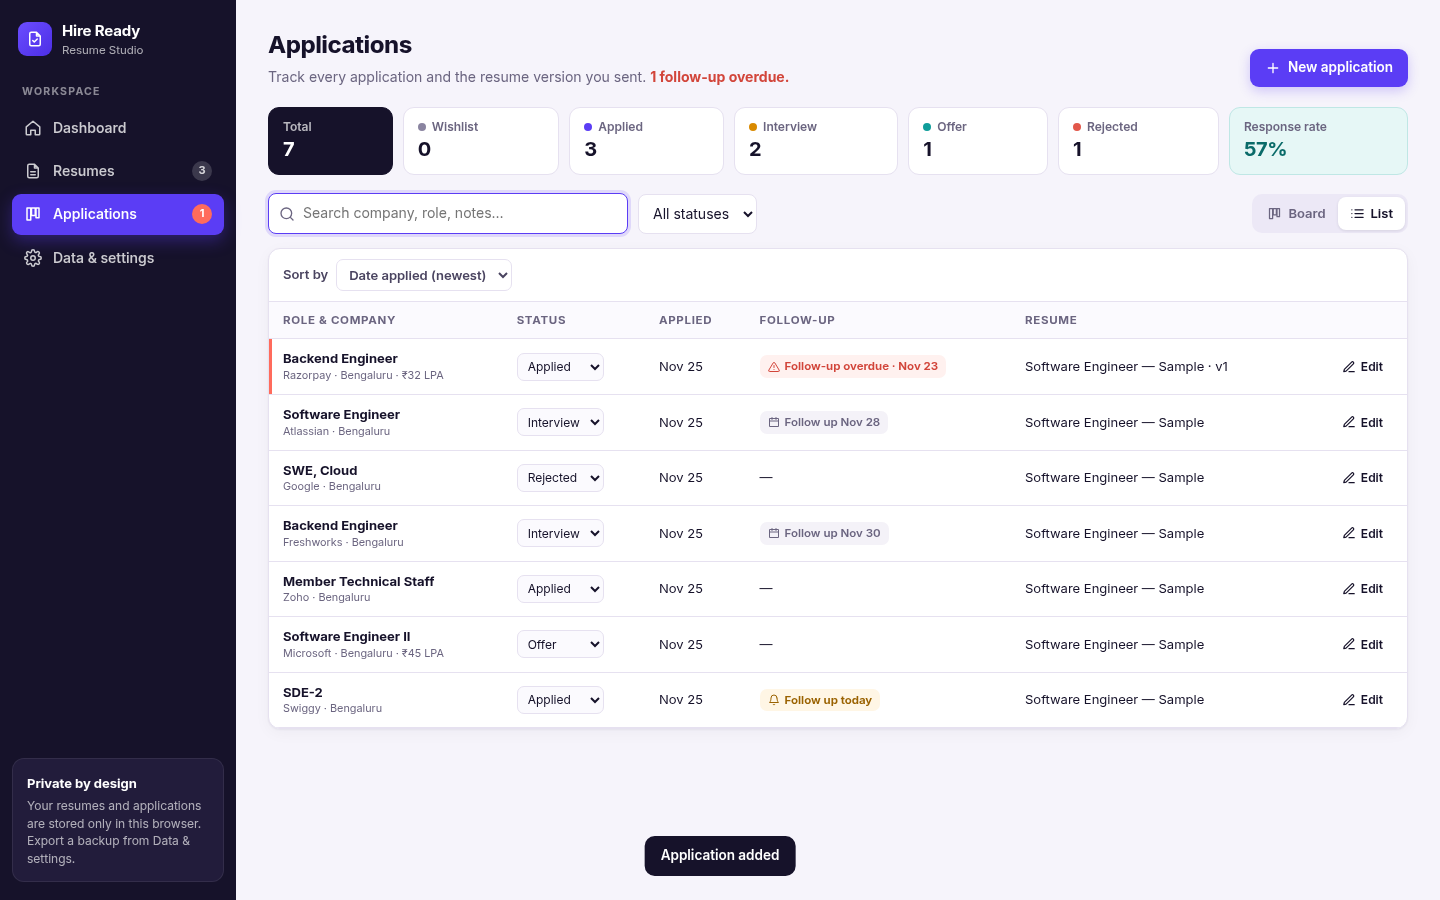 Hire Ready
Resume Studio
WORKSPACE
Dashboard
Resumes 3
Applications 1
Data & settings
Private by design
Your resumes and applications
are stored only in this browser.
Export a backup from Data &
settings.
Applications
Track every application and the resume version you sent. 1 follow-up overdue.
New application
Total
7
Wishlist
0
Applied
3
Interview
2
Offer
1
Rejected
1
Response rate
57%
Search company, role, notes...
All statuses
Board
List
Sort by Date applied (newest)
ROLE & COMPANY STATUS APPLIED FOLLOW-UP RESUME
Backend Engineer
Razorpay · Bengaluru · ₹32 LPA
Applied Nov 25 Follow-up overdue · Nov 23 Software Engineer — Sample · v1 Edit
Software Engineer
Atlassian · Bengaluru
Interview Nov 25 Follow up Nov 28 Software Engineer — Sample Edit
SWE, Cloud
Google · Bengaluru
Rejected Nov 25 — Software Engineer — Sample Edit
Backend Engineer
Freshworks · Bengaluru
Interview Nov 25 Follow up Nov 30 Software Engineer — Sample Edit
Member Technical Staff
Zoho · Bengaluru
Applied Nov 25 — Software Engineer — Sample Edit
Software Engineer II
Microsoft · Bengaluru · ₹45 LPA
Offer Nov 25 — Software Engineer — Sample Edit
SDE-2
Swiggy · Bengaluru
Applied Nov 25 Follow up today Software Engineer — Sample Edit
Application added